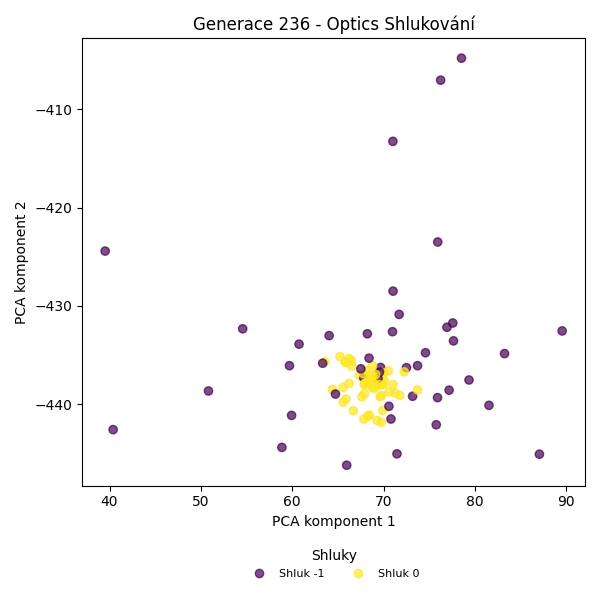 Generace 236 - Optics Shlukování
PCA komponent 2
−410
−420
−430
−440
40 50 60 70 80 90
PCA komponent 1
Shluky
Shluk -1 Shluk 0